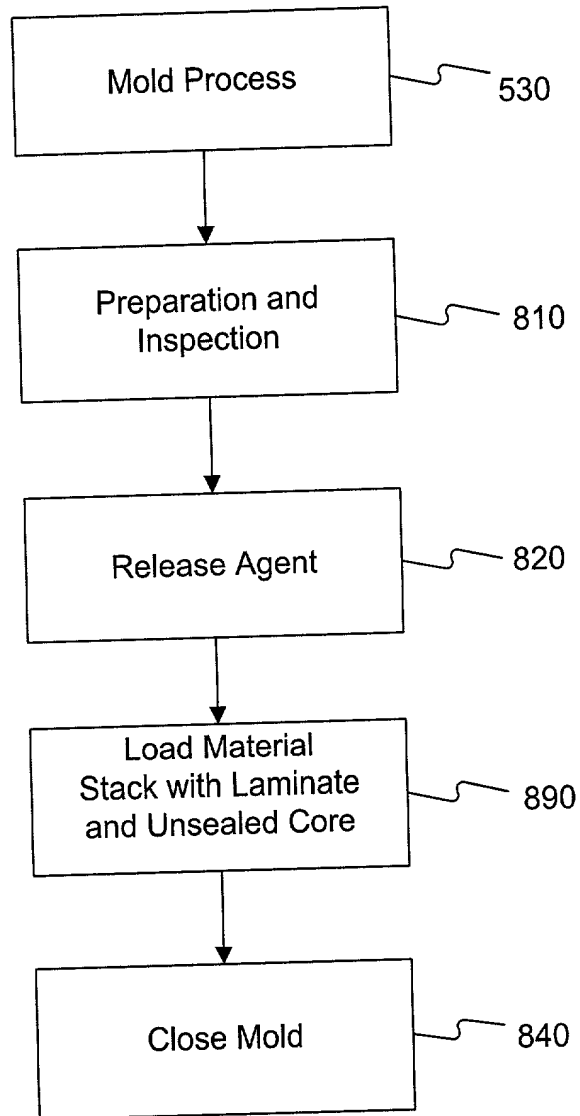 Mold Process
530
Preparation and
Inspection
810
Release Agent
820
Load Material
Stack with Laminate
and Unsealed Core
890
Close Mold
840